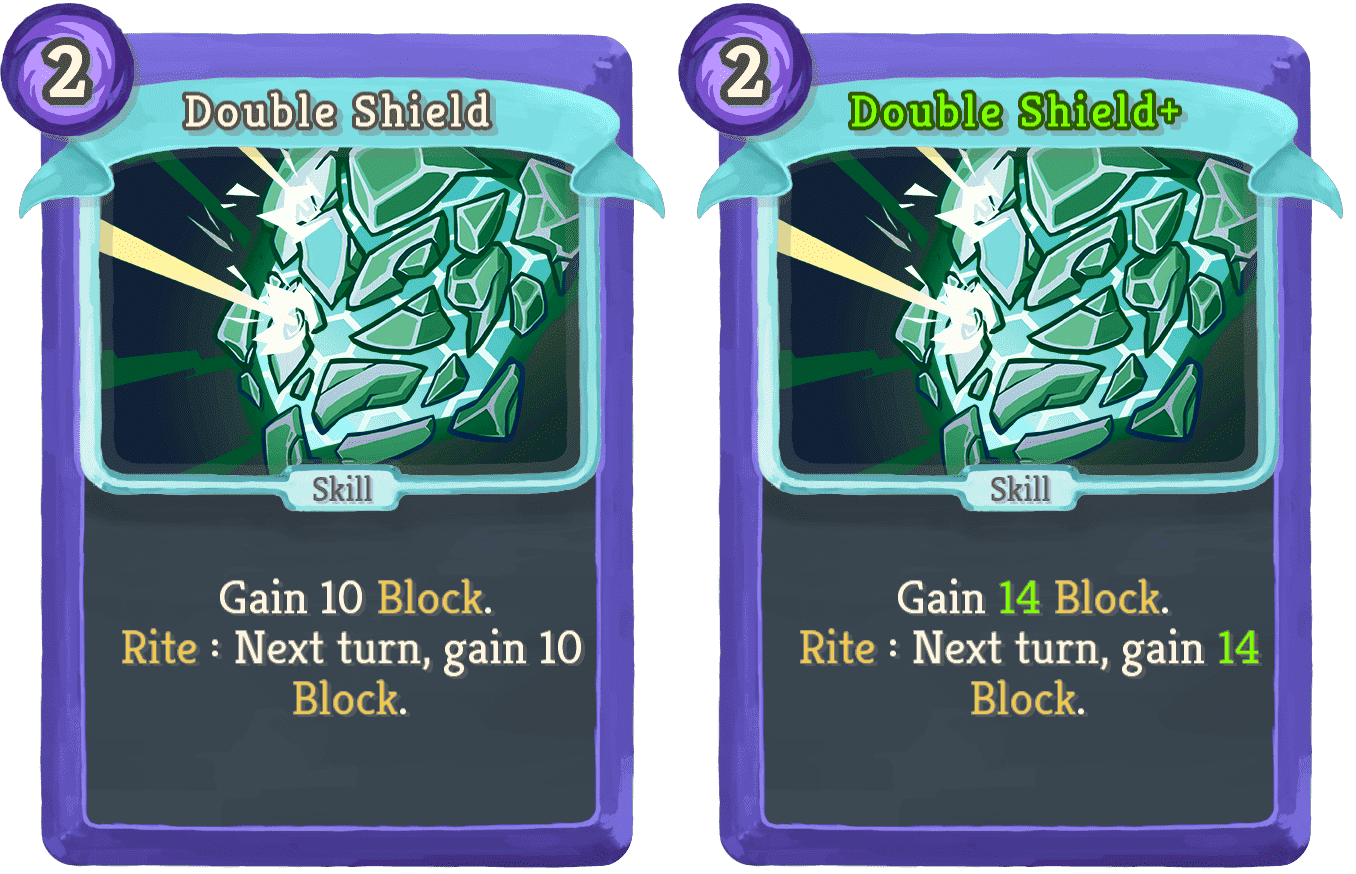 2
Double Shield
Skill
Gain 10 Block.
Rite : Next turn, gain 10
Block.
2
Double Shield+
Skill
Gain 14 Block.
Rite : Next turn, gain 14
Block.